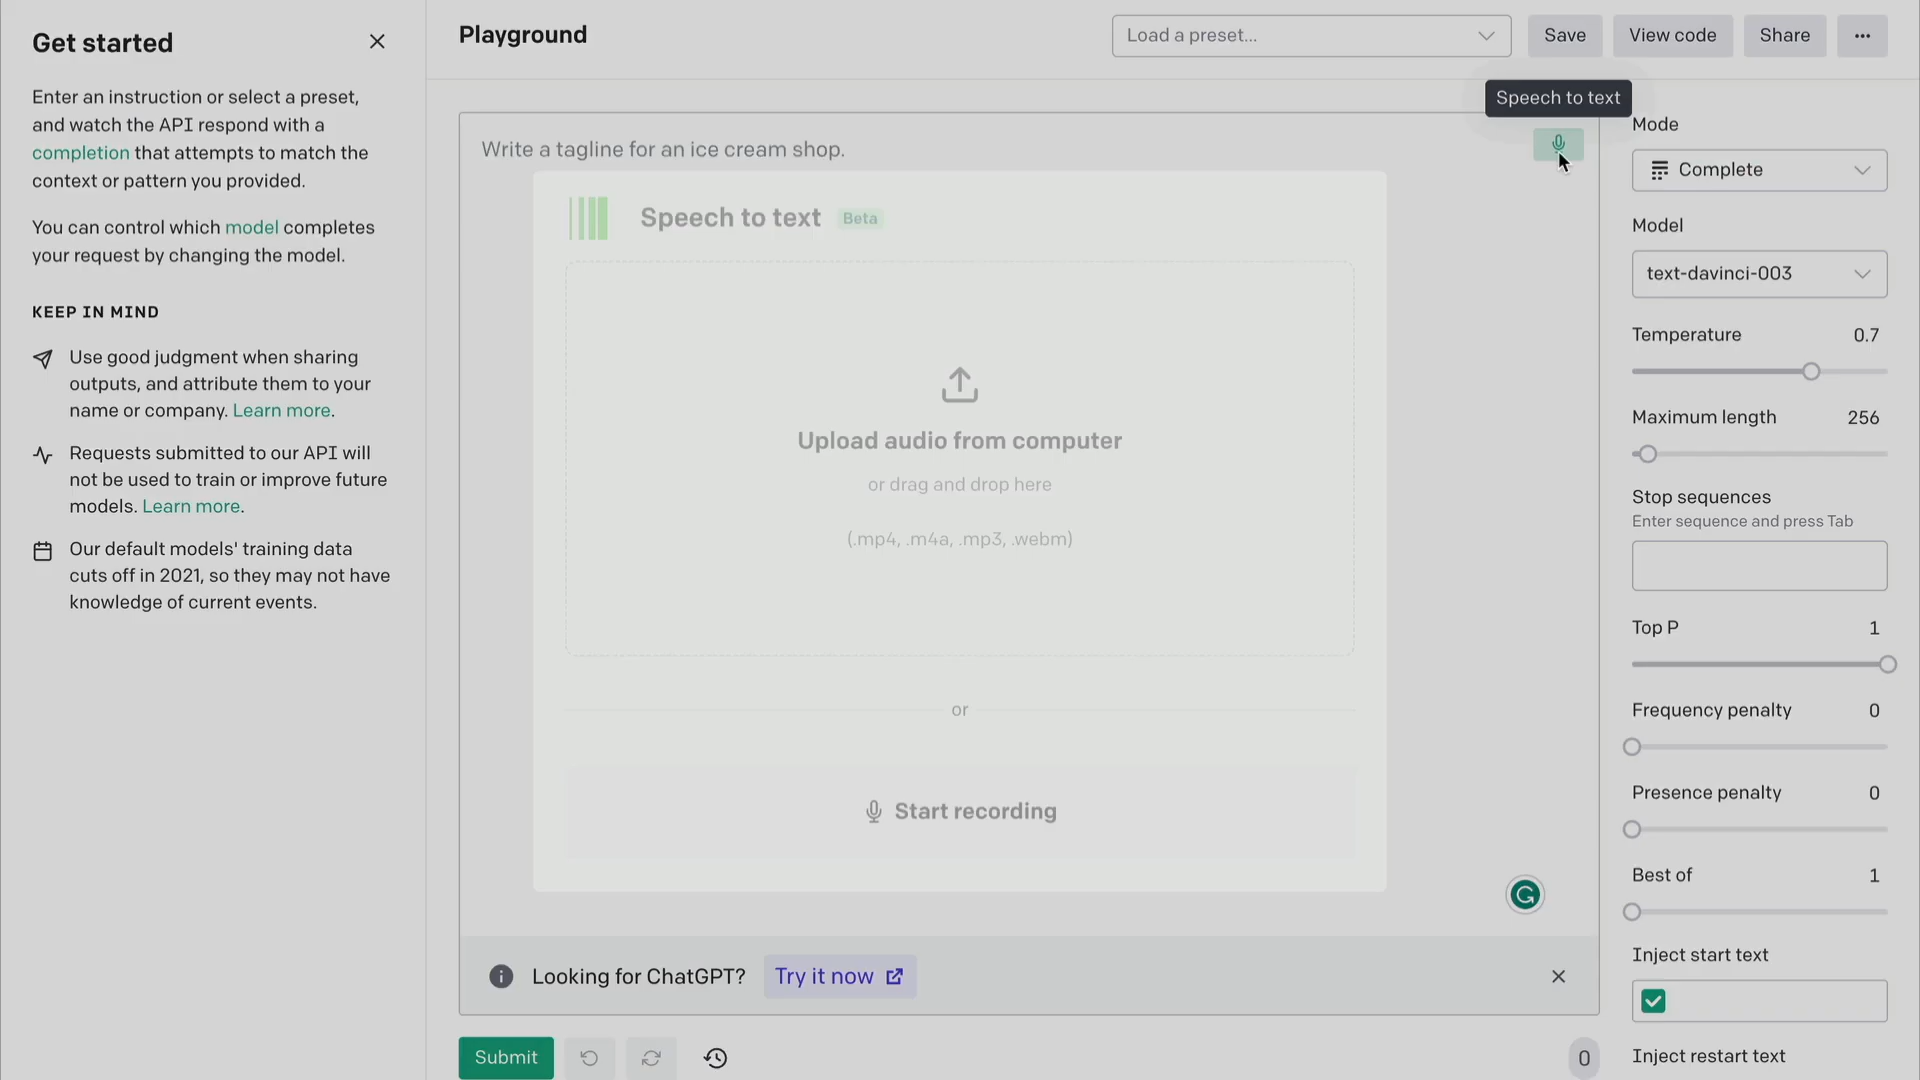 Get started
Enter an instruction or select a preset,
and watch the API respond with a
completion that attempts to match the
context or pattern you provided.
You can control which model completes
your request by changing the model.
KEEP IN MIND
Use good judgment when sharing
outputs, and attribute them to your
name or company. Learn more.
Requests submitted to our API will
not be used to train or improve future
models. Learn more.
Our default models' training data
cuts off in 2021, so they may not have
knowledge of current events.
Playground
Load a preset...
Save
View code
Share
Speech to text
Write a tagline for an ice cream shop.
Speech to text Beta
Upload audio from computer
or drag and drop here
(.mp4, .m4a, .mp3, .webm)
or
Start recording
Looking for ChatGPT? Try it now
Submit
0
Mode
Complete
Model
text-davinci-003
Temperature 0.7
Maximum length 256
Stop sequences
Enter sequence and press Tab
Top P 1
Frequency penalty 0
Presence penalty 0
Best of 1
Inject start text
Inject restart text